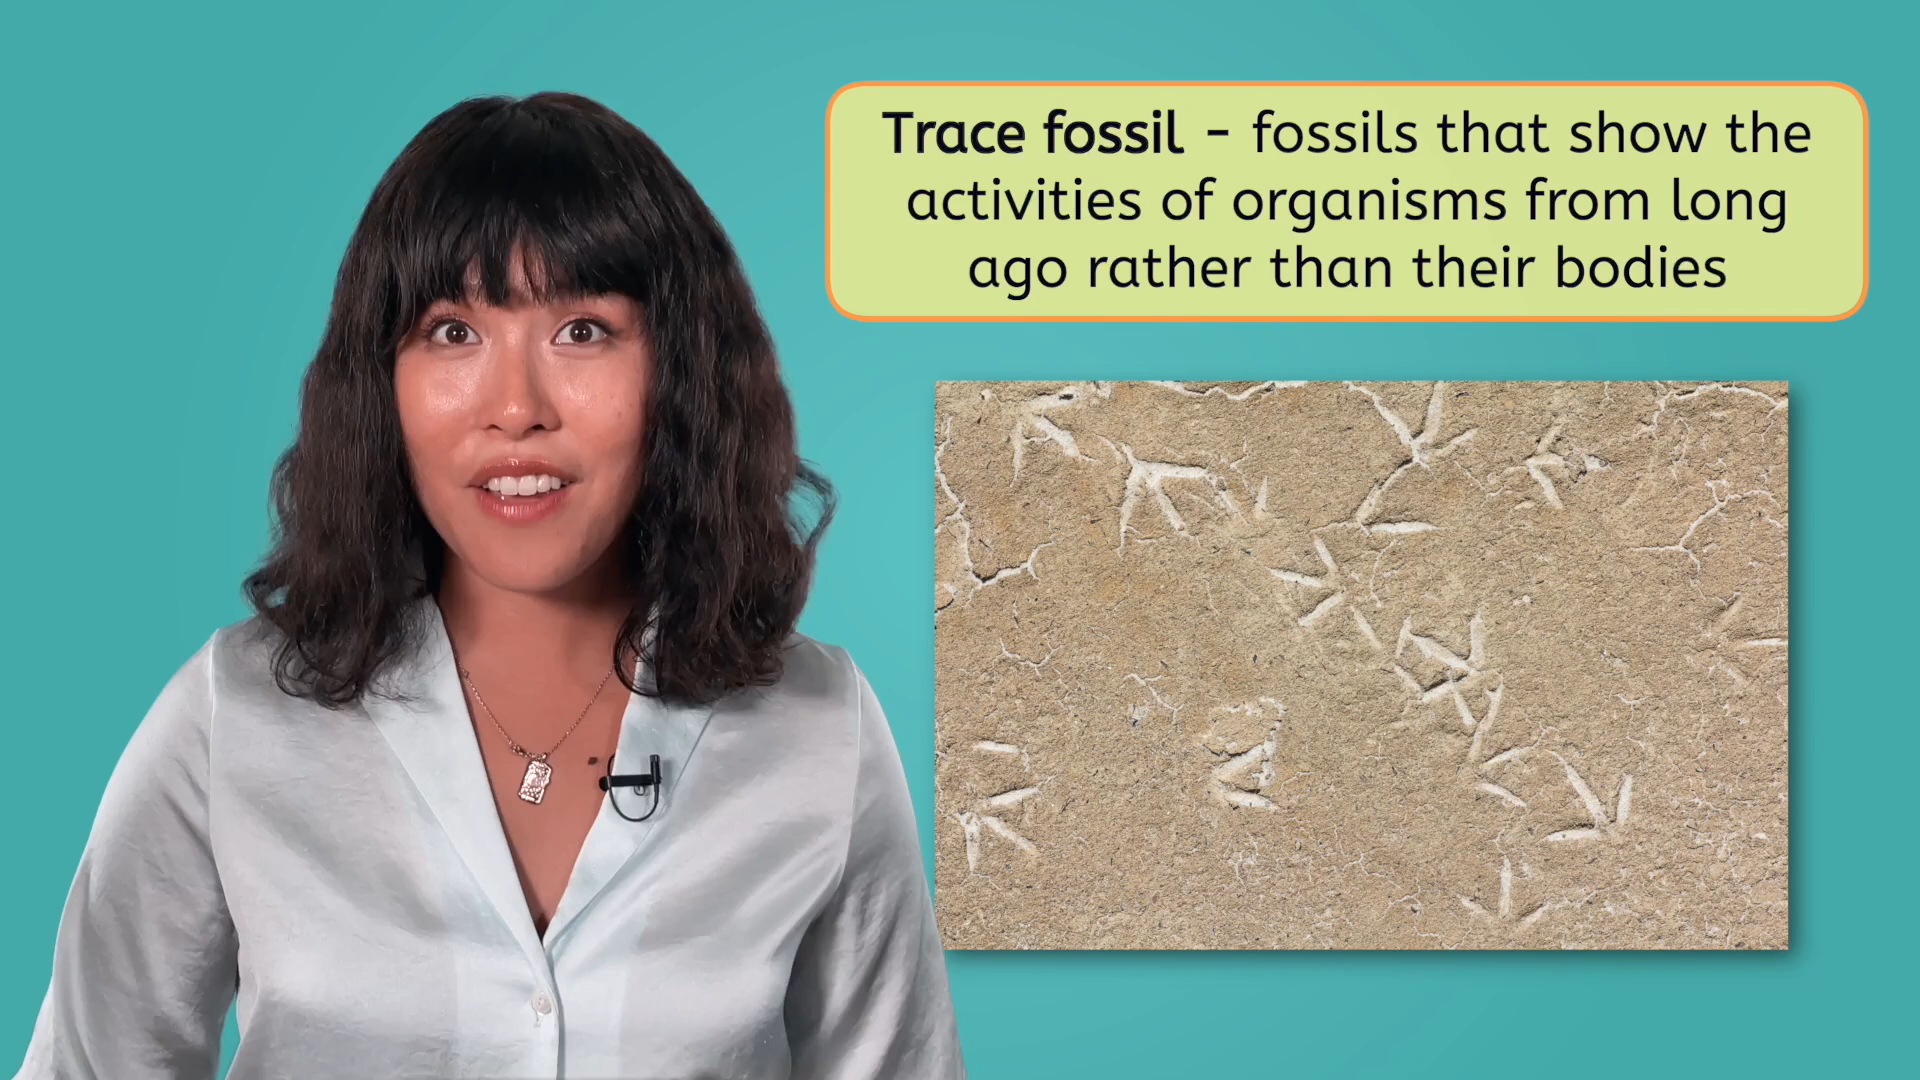 Trace fossil - fossils that show the
activities of organisms from long
ago rather than their bodies